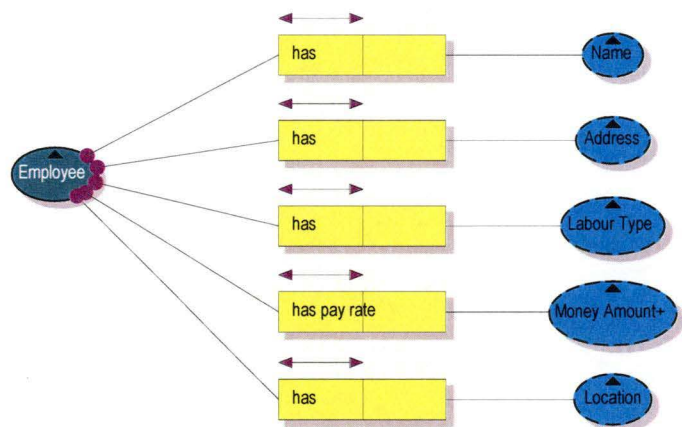 has
Name
has
Address
Employee
has
Labour Type
has pay rate
Money Amount+
has
Location